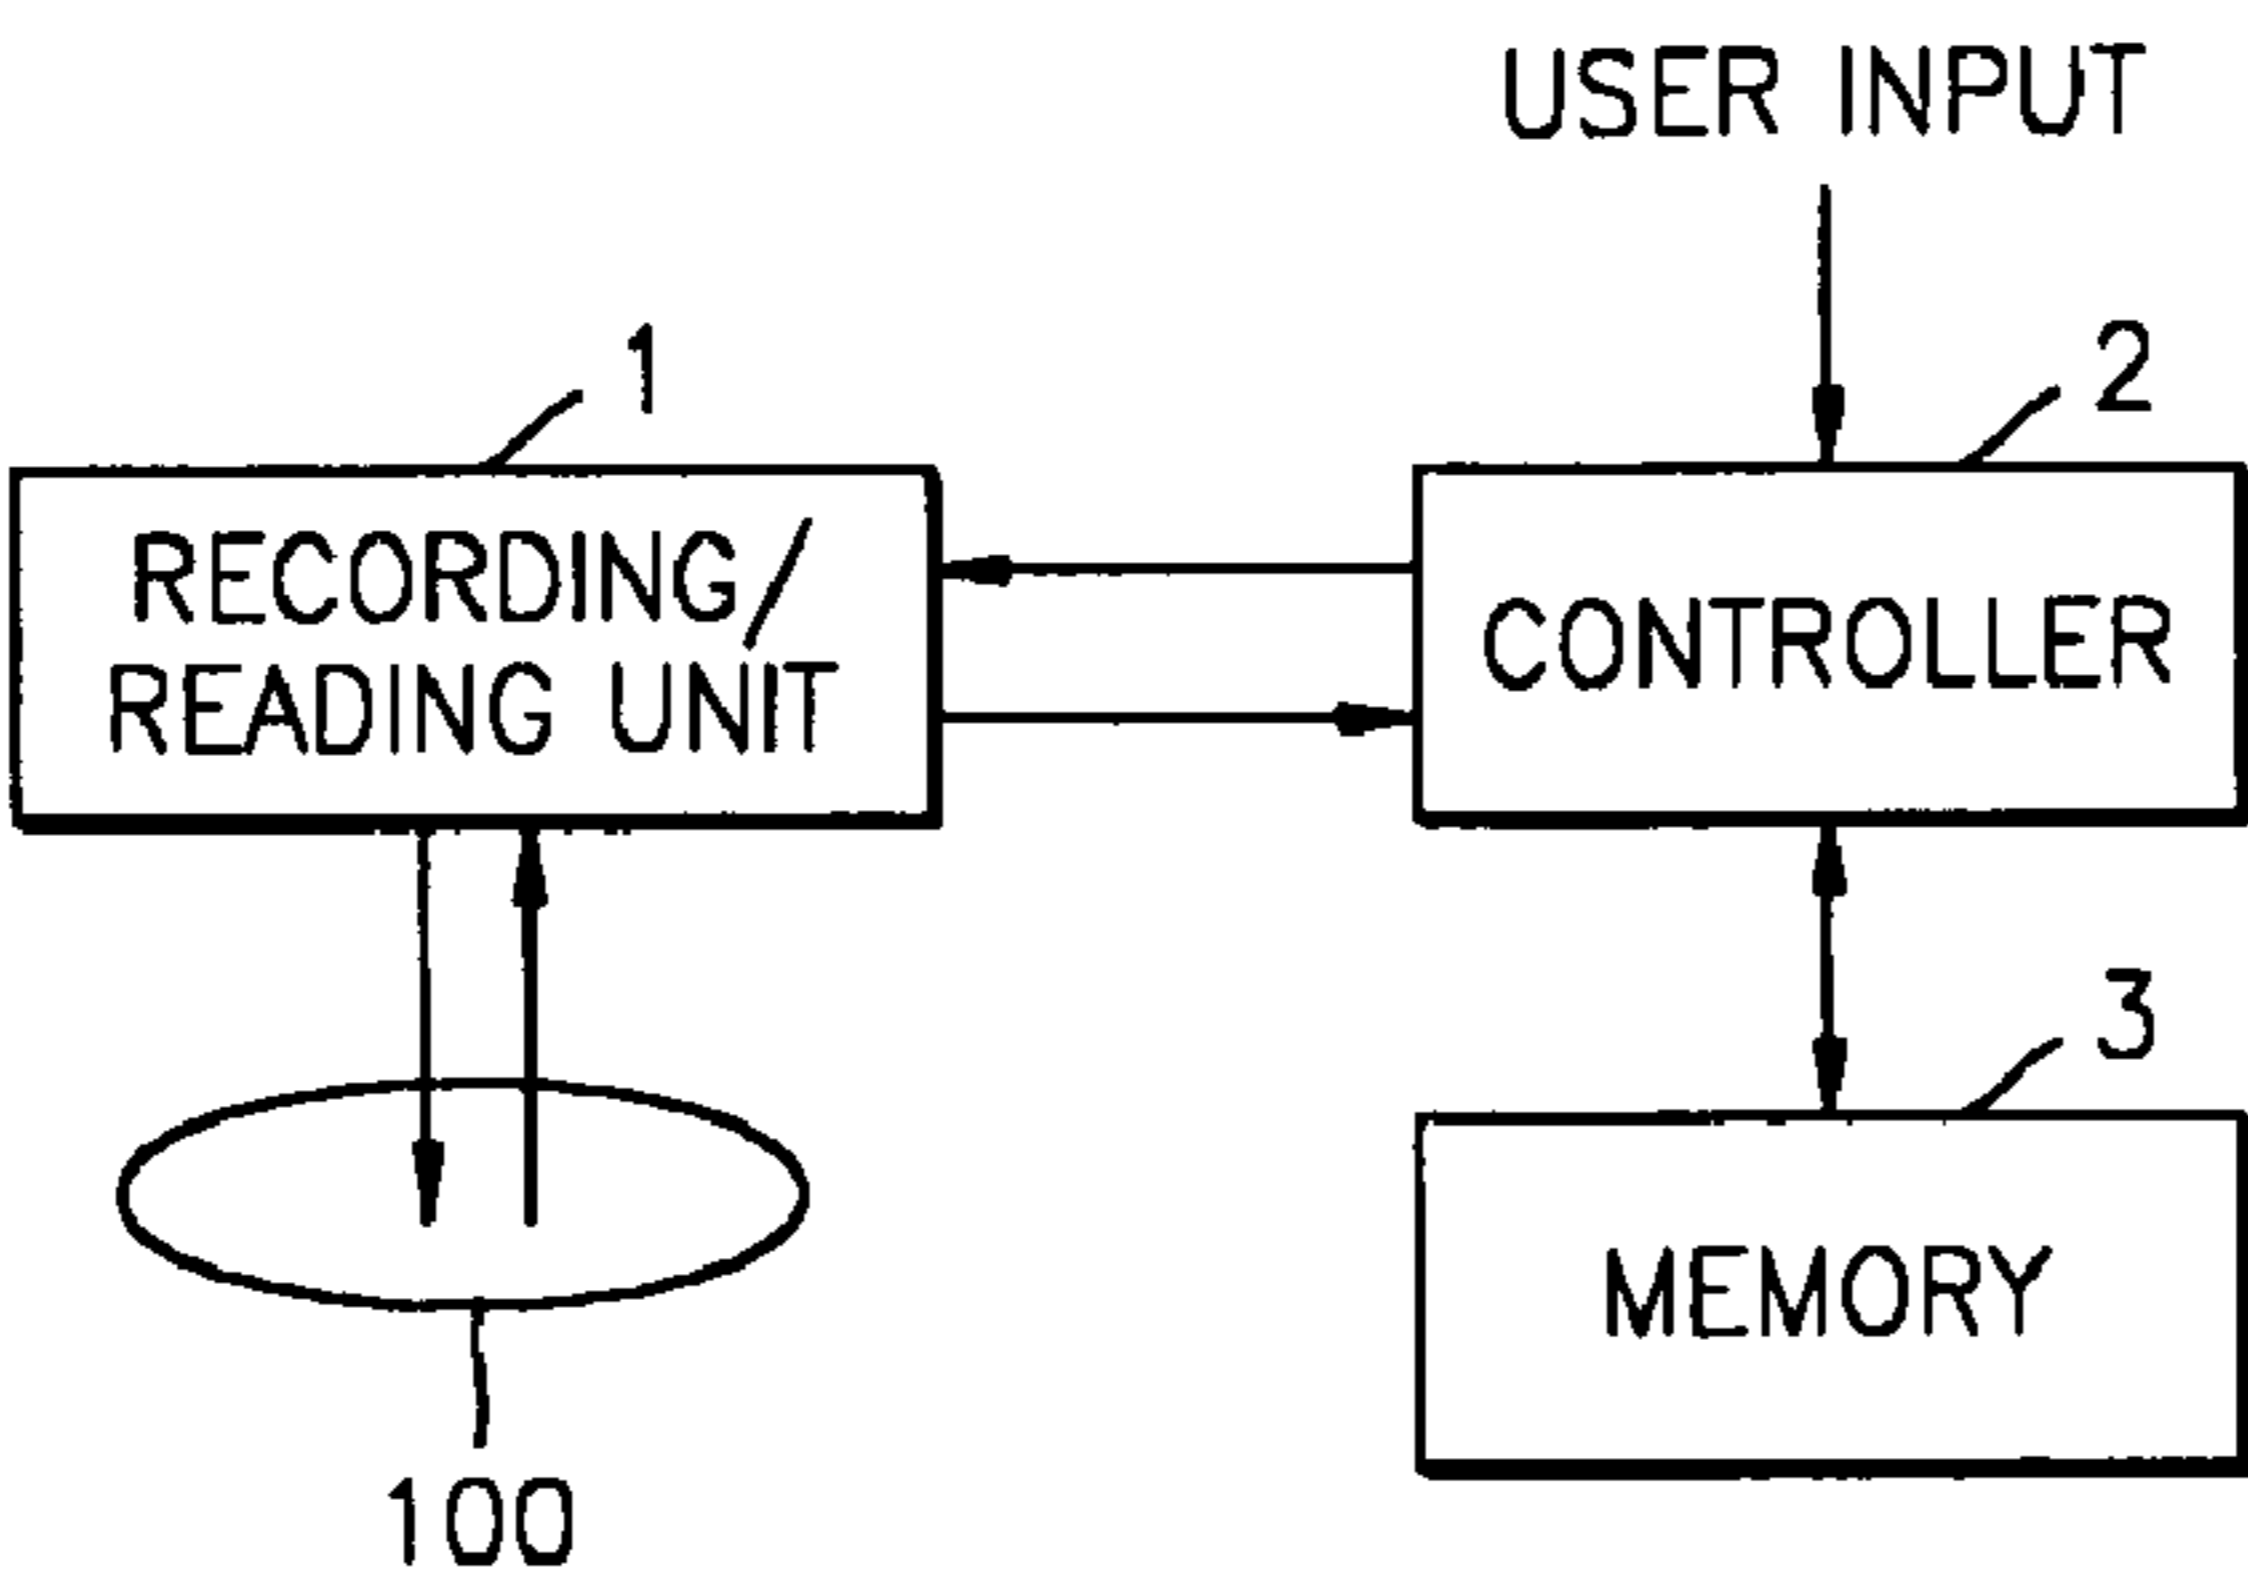 USER INPUT
1
2
RECORDING/
READING UNIT
CONTROLLER
3
MEMORY
100